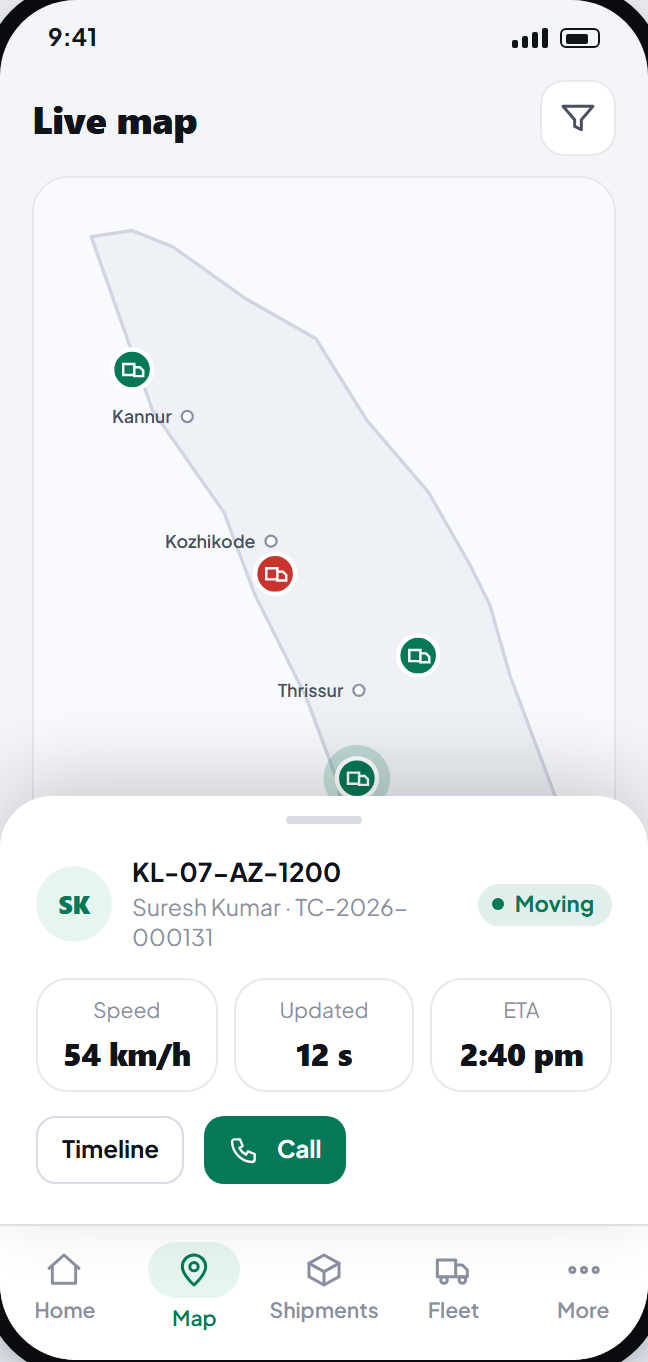 9:41
Live map
Kannur
Kozhikode
Thrissur
KL-07-AZ-1200
SK
Suresh Kumar · TC-2026-
000131
Moving
Speed
Updated
ETA
54 km/h
12 s
2:40 pm
Timeline
Call
Home
Map
Shipments
Fleet
More